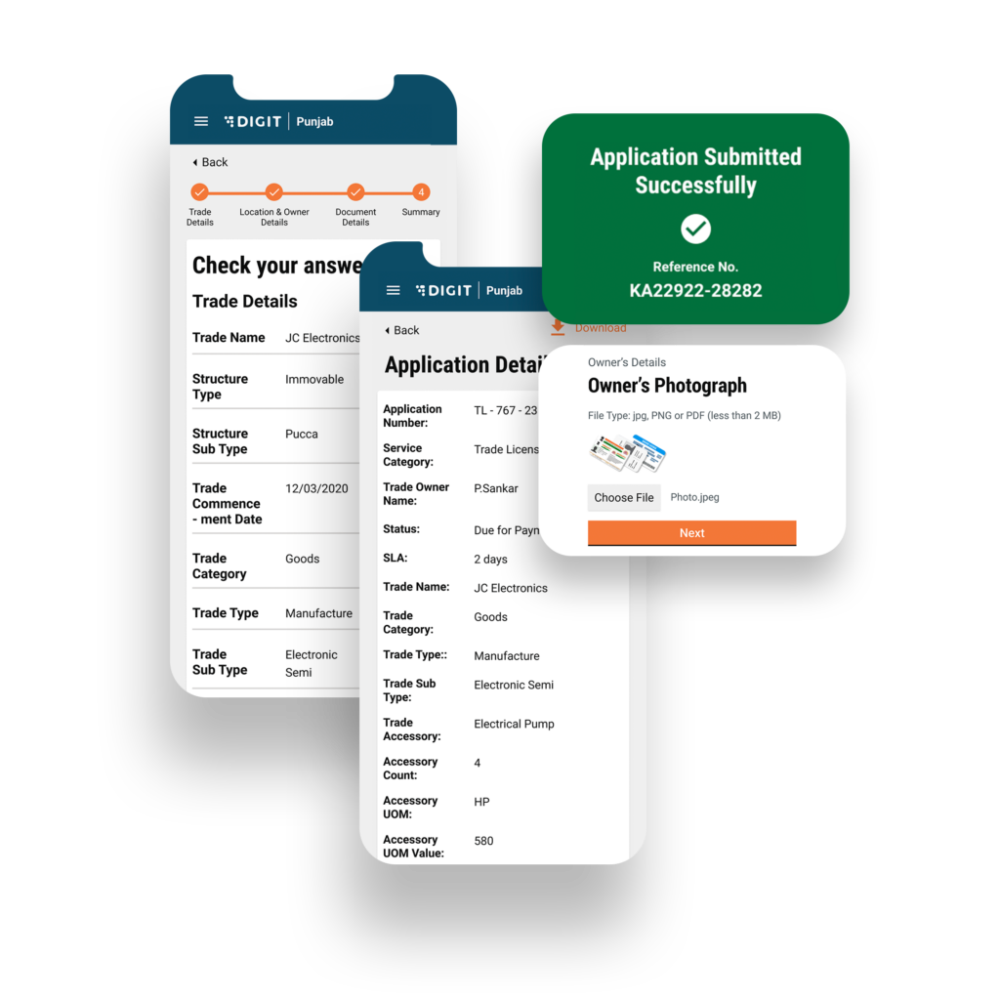 DIGIT | Punjab
Back
4
Trade
Details
Location & Owner
Details
Document
Details
Summary
Check your answe
Trade Details
Trade Name JC Electronics
Structure
Type
Immovable
Structure
Sub Type
Pucca
Trade
Commence
- ment Date
12/03/2020
Trade
Category
Goods
Trade Type Manufacture
Trade
Sub Type
Electronic
Semi
DIGIT | Punjab
Back
Download
Application Detai
Application
Number:
TL - 767 - 23
Service
Category:
Trade Licens
Trade Owner
Name:
P.Sankar
Status: Due for Payn
SLA: 2 days
Trade Name: JC Electronics
Trade
Category:
Goods
Trade Type:: Manufacture
Trade Sub
Type:
Electronic Semi
Trade
Accessory:
Electrical Pump
Accessory
Count:
4
Accessory
UOM:
HP
Accessory
UOM Value:
580
Application Submitted
Successfully
Reference No.
KA22922-28282
Owner's Details
Owner's Photograph
File Type: jpg, PNG or PDF (less than 2 MB)
Choose File Photo.jpeg
Next